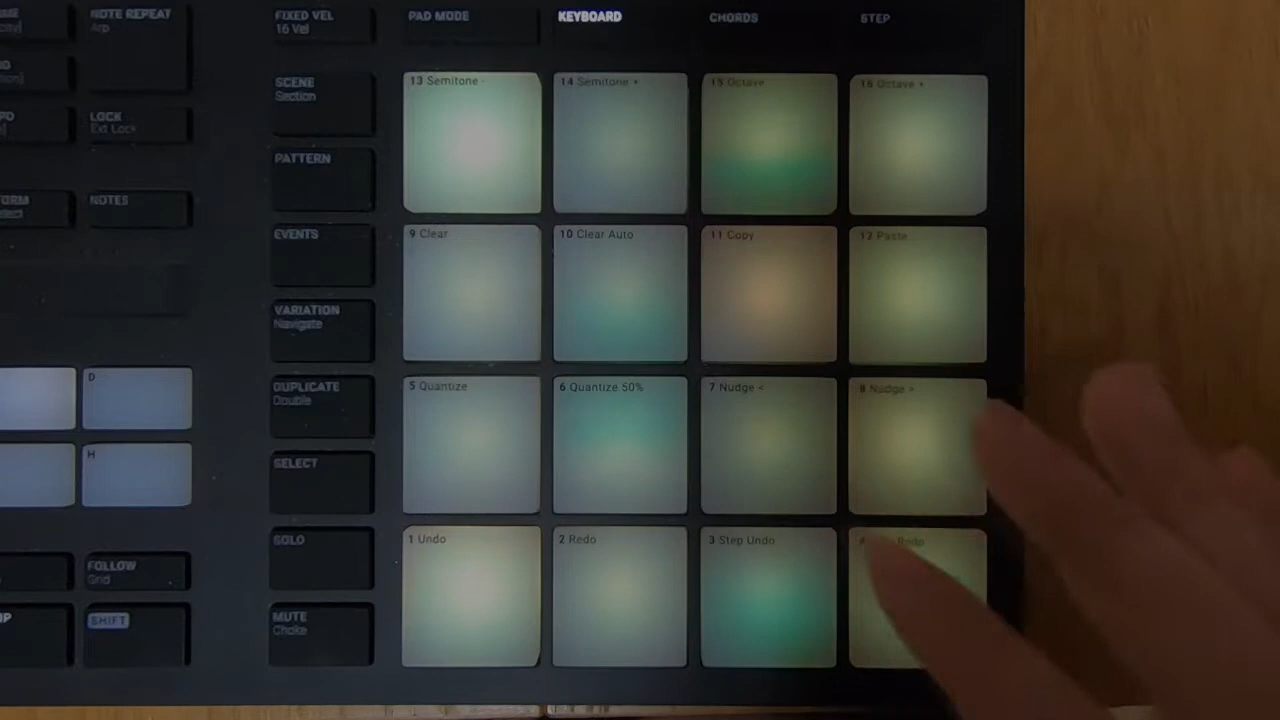 NOTE REPEAT
Arp
FIXED VEL
16 Vel
PAD MODE
KEYBOARD
CHORDS
STEP
SCENE
Section
13 Semitone -
14 Semitone +
15 Octave -
16 Octave +
LOCK
Ext Lock
PATTERN
NOTES
EVENTS
9 Clear
10 Clear Auto
11 Copy
12 Paste
VARIATION
Navigate
D
DUPLICATE
Double
5 Quantize
6 Quantize 50%
7 Nudge <
8 Nudge >
H
SELECT
SOLO
1 Undo
2 Redo
3 Step Undo
Redo
FOLLOW
Grid
SHIFT
MUTE
Choke